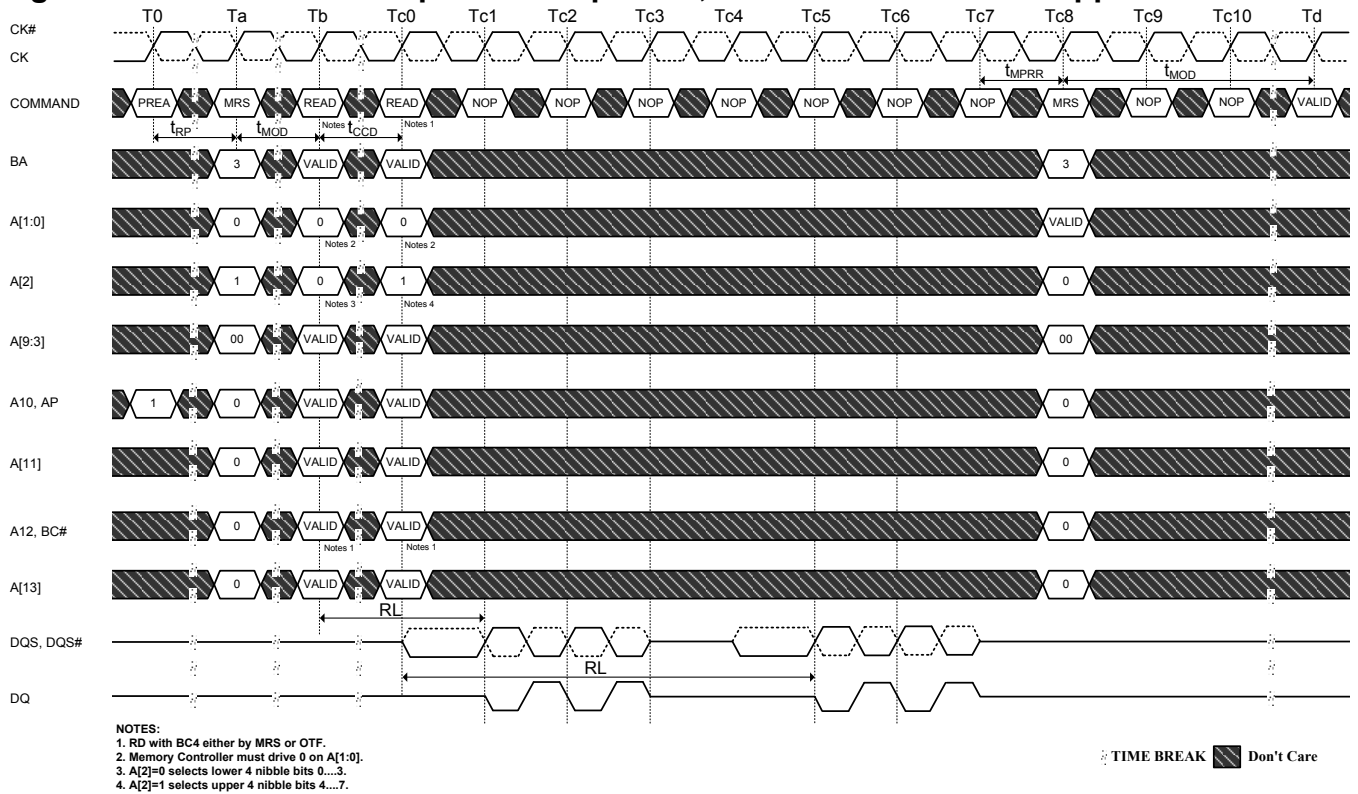 T0 Ta Tb Tc0 Tc1 Tc2 Tc3 Tc4 Tc5 Tc6 Tc7 Tc8 Tc9 Tc10 Td
CK#
CK
tMPRR tMOD
COMMAND PREA MRS READ READ NOP NOP NOP NOP NOP NOP NOP MRS NOP NOP VALID
Notes 1 Notes 1
tRP tMOD tCCD
BA 3 VALID VALID 3
A[1:0] 0 0 0 VALID
Notes 2 Notes 2
A[2] 1 0 1 0
Notes 3 Notes 4
A[9:3] 00 VALID VALID 00
A10, AP 1 0 VALID VALID 0
A[11] 0 VALID VALID 0
A12, BC# 0 VALID VALID 0
Notes 1 Notes 1
A[13] 0 VALID VALID 0
RL
DQS, DQS#
RL
DQ
NOTES:
1. RD with BC4 either by MRS or OTF.
2. Memory Controller must drive 0 on A[1:0].
3. A[2]=0 selects lower 4 nibble bits 0....3.
4. A[2]=1 selects upper 4 nibble bits 4....7.
TIME BREAK Don't Care